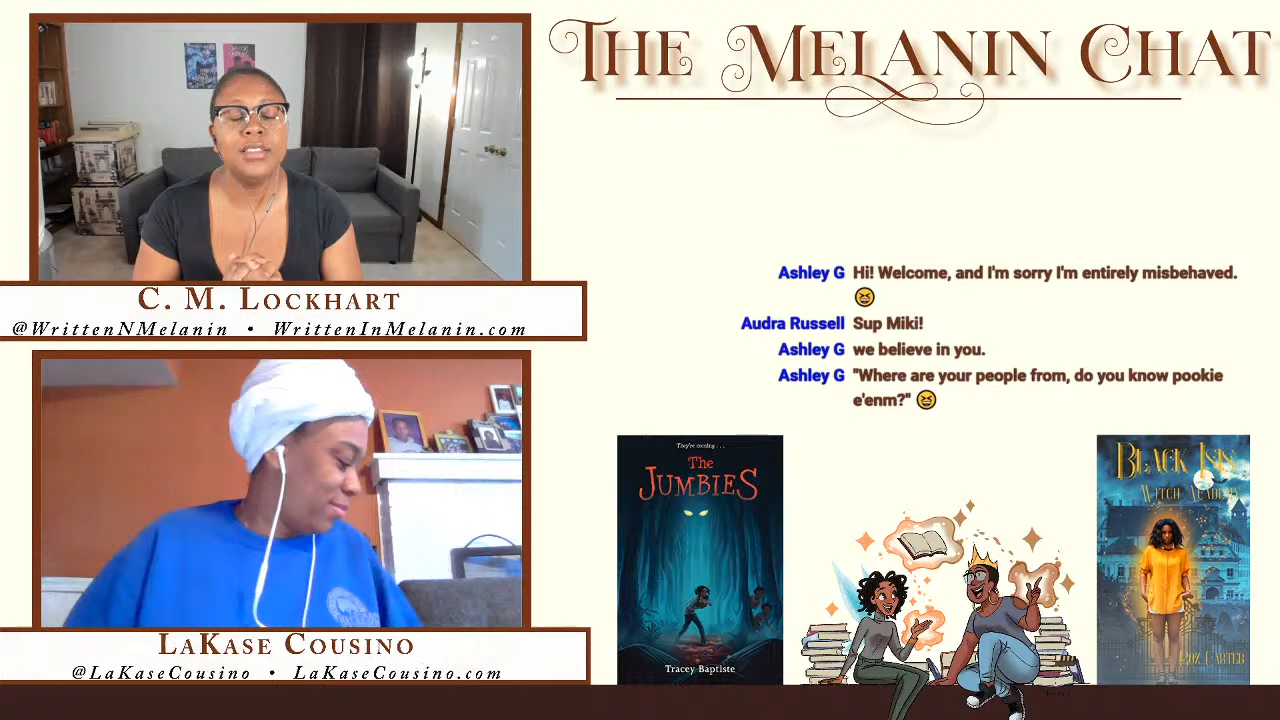 The Melanin Chat
C. M. Lockhart
@WrittenNMelanin • WrittenInMelanin.com
Ashley G Hi! Welcome, and I'm sorry I'm entirely misbehaved.
😆
Audra Russell Sup Miki!
Ashley G we believe in you.
Ashley G "Where are your people from, do you know pookie
e'enm?" 😆
LaKase Cousino
@LaKaseCousino • LaKaseCousino.com
They're coming . . .
The
Jumbies
Tracey Baptiste
Black Isis
Witch Academy
Roz Carter